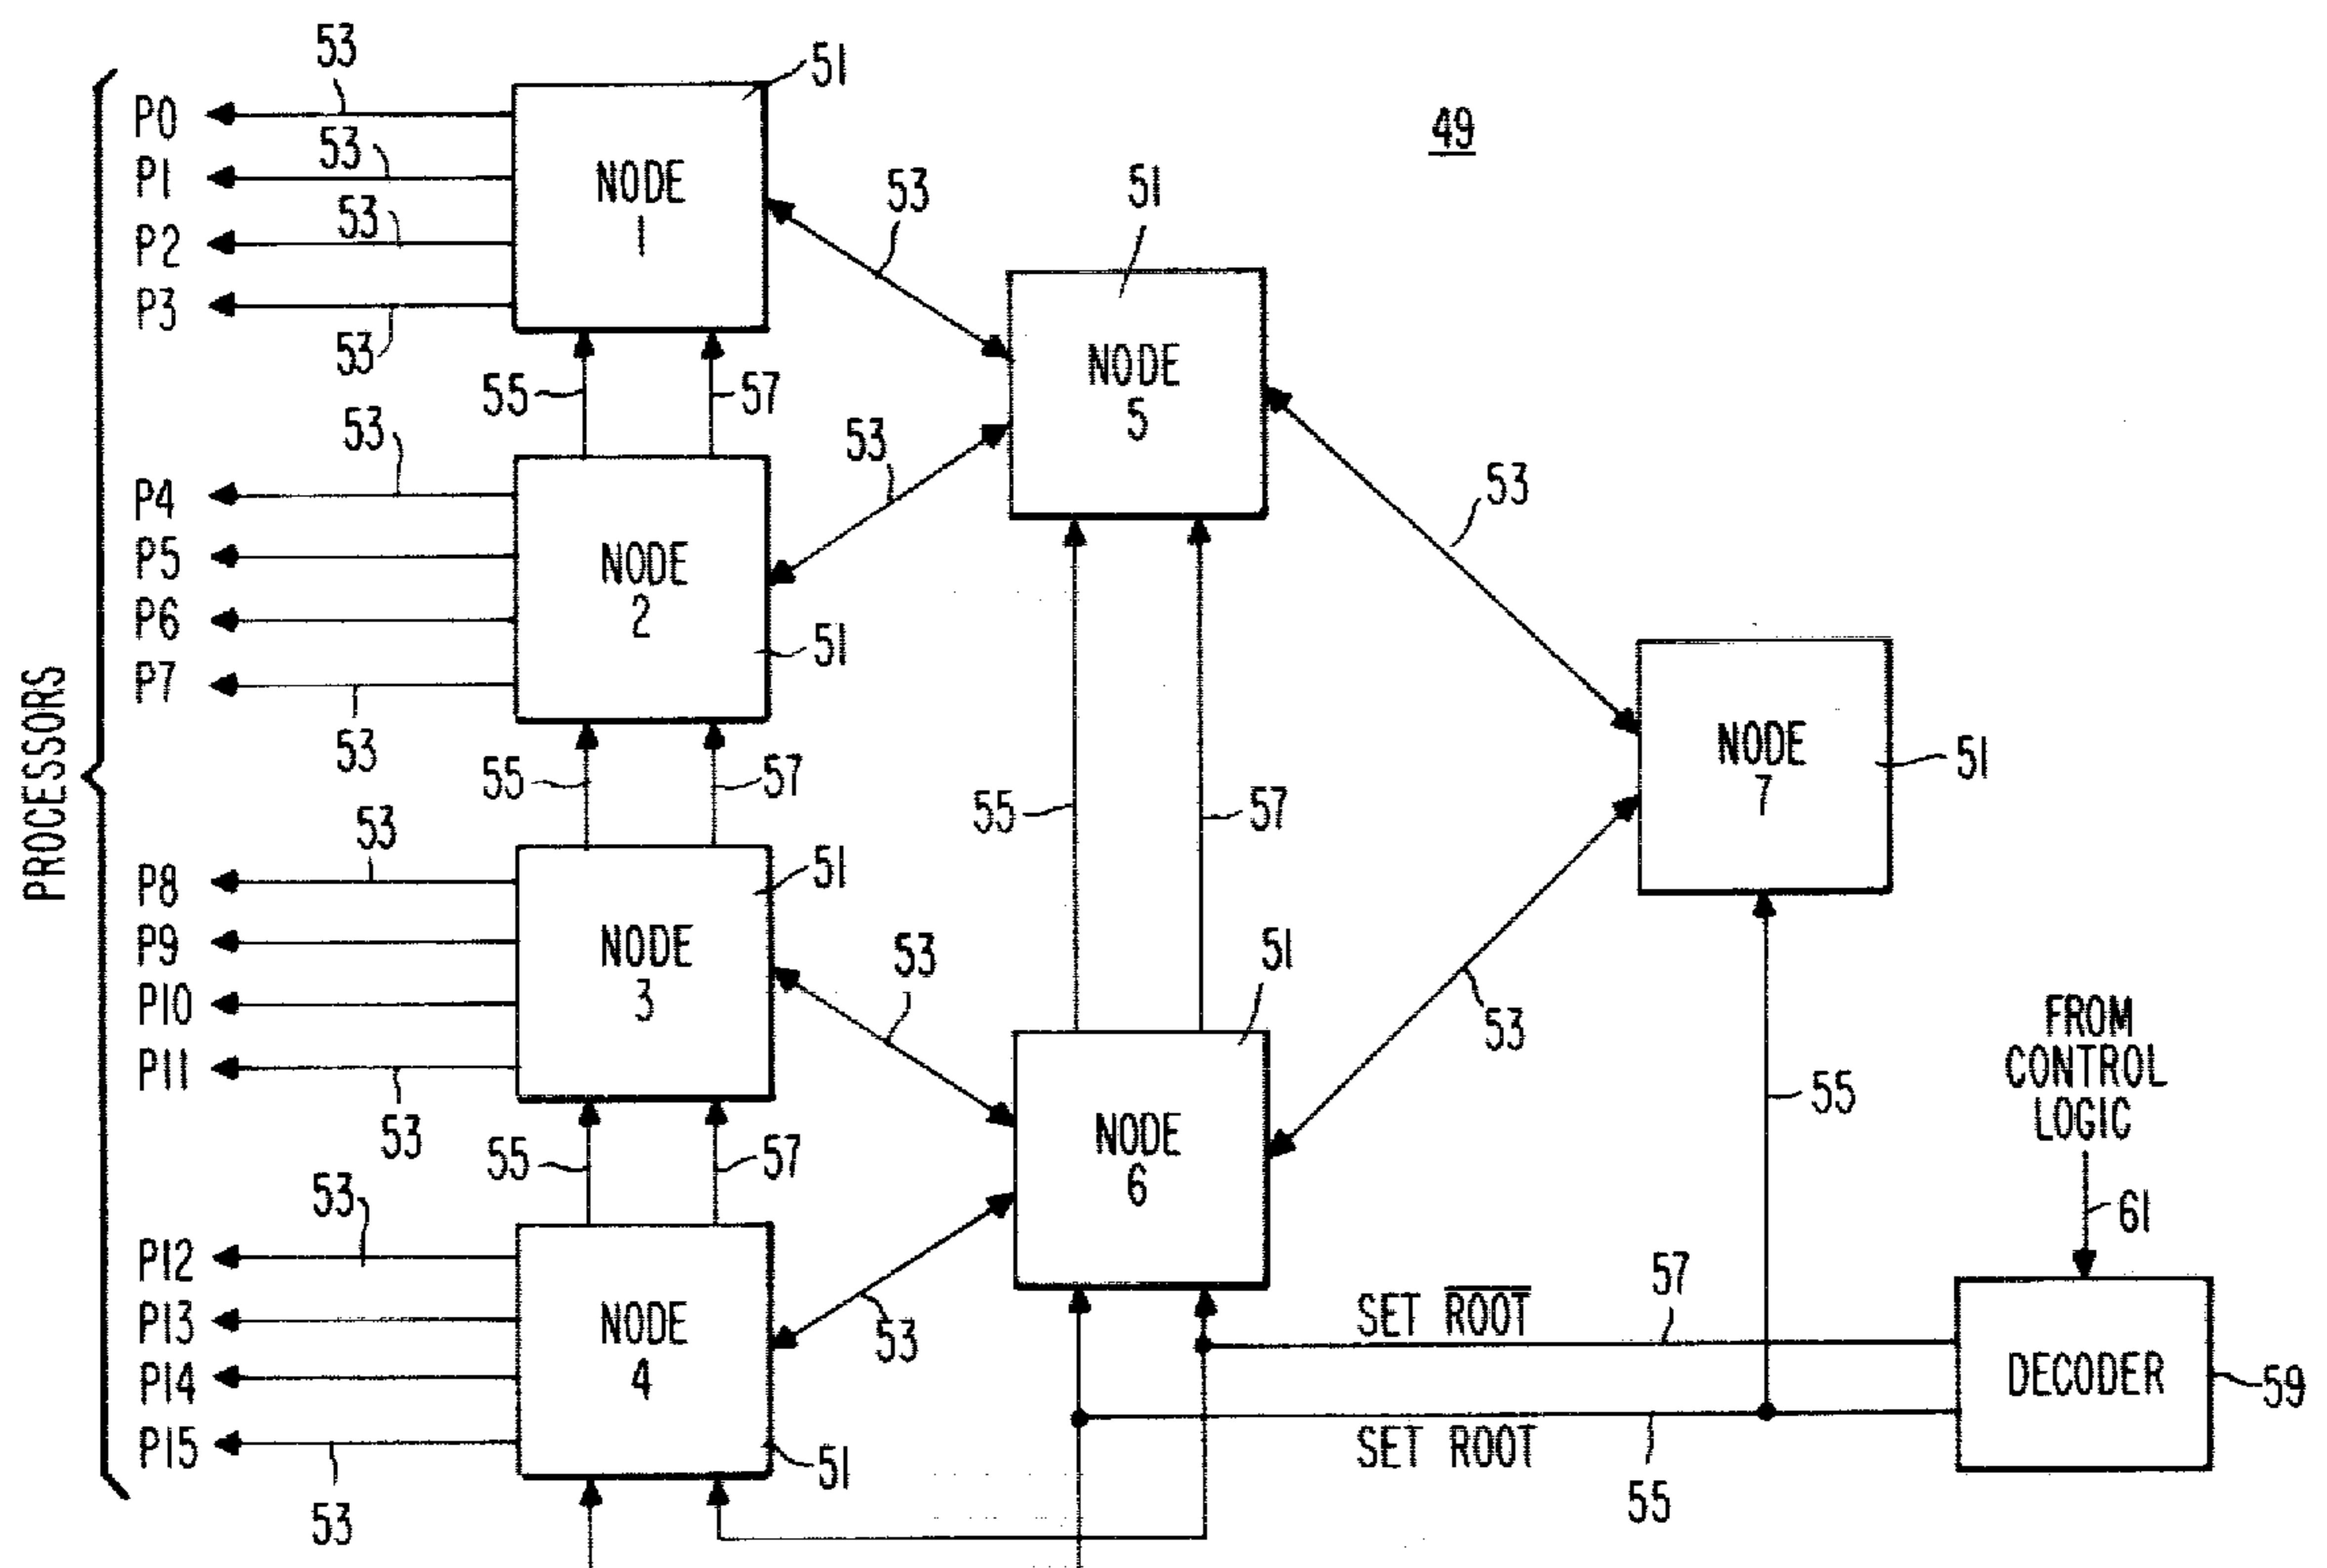 49
PROCESSORS
53
P0
53
P1
53
P2
P3
53
51
NODE
1
55
57
53
53
P4
P5
P6
P7
53
NODE
2
51
55
57
53
P8
P9
P10
P11
53
51
NODE
3
55
57
53
P12
P13
P14
P15
53
NODE
4
51
53
51
NODE
5
53
53
53
55
57
51
NODE
6
53
53
NODE
7
51
55
FROM
CONTROL
LOGIC
61
SET ROOT
57
DECODER
59
SET ROOT
55